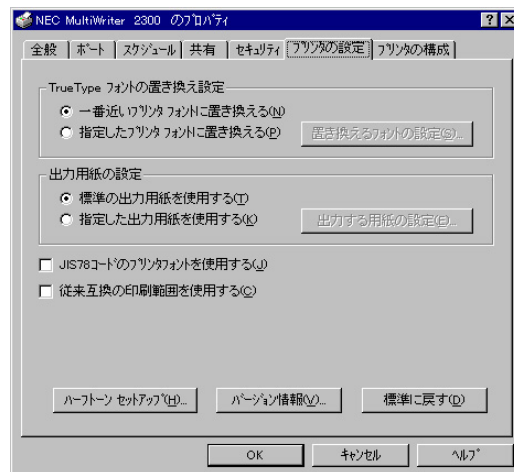 NEC MultiWriter 2300 のﾌﾟﾛﾊﾟﾃｨ
全般 ﾎﾟｰﾄ ｽｹｼﾞｭｰﾙ 共有 ｾｷｭﾘﾃｨ ﾌﾟﾘﾝﾀの設定 ﾌﾟﾘﾝﾀの構成
TrueType フォントの置き換え設定
一番近いﾌﾟﾘﾝﾀ ﾌｫﾝﾄに置き換える(N)
指定したﾌﾟﾘﾝﾀ ﾌｫﾝﾄに置き換える(P) 置き換えるﾌｫﾝﾄの設定(S)...
出力用紙の設定
標準の出力用紙を使用する(T)
指定した出力用紙を使用する(K) 出力する用紙の設定(E)...
JIS78ｺｰﾄﾞのﾌﾟﾘﾝﾀﾌｫﾝﾄを使用する(J)
従来互換の印刷範囲を使用する(C)
ﾊｰﾌﾄｰﾝ ｾｯﾄｱｯﾌﾟ(H)... ﾊﾞｰｼﾞｮﾝ情報(V)... 標準に戻す(D)
OK ｷｬﾝｾﾙ ﾍﾙﾌﾟ